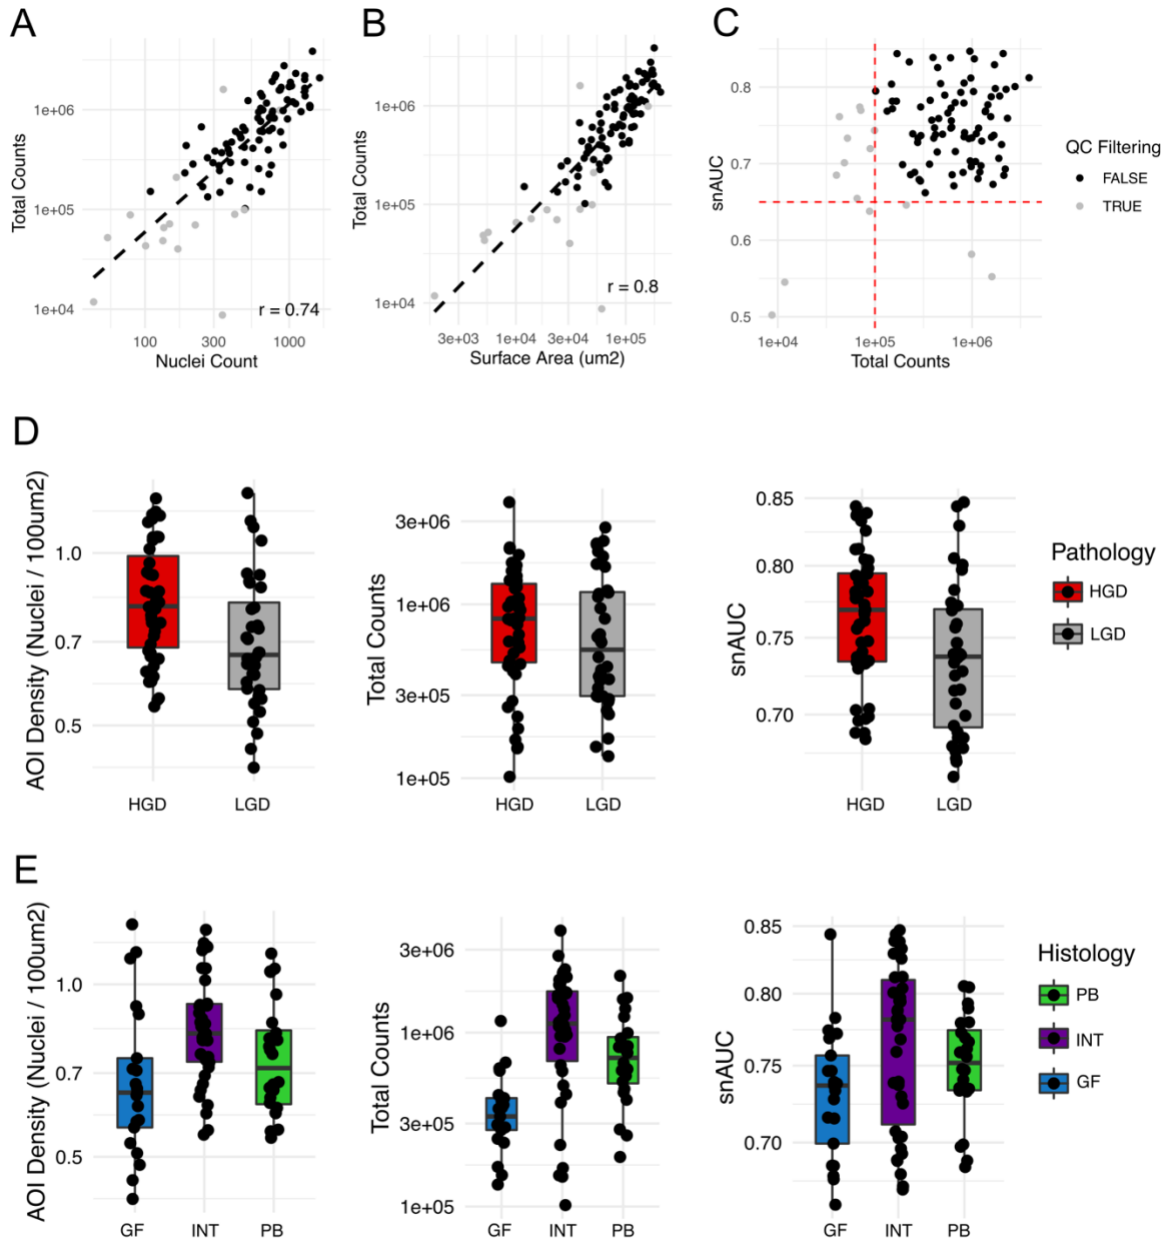 A
B
C
Total Counts
1e+06
1e+05
1e+04
r = 0.74
100
300
1000
Nuclei Count
Total Counts
1e+06
1e+05
1e+04
r = 0.8
3e+03
1e+04
3e+04
1e+05
Surface Area (um2)
snAUC
0.8
0.7
0.6
0.5
1e+04
1e+05
1e+06
Total Counts
QC Filtering
FALSE
TRUE
D
AOI Density (Nuclei / 100um2)
1.0
0.7
0.5
HGD
LGD
Total Counts
3e+06
1e+06
3e+05
1e+05
HGD
LGD
snAUC
0.85
0.80
0.75
0.70
HGD
LGD
Pathology
HGD
LGD
E
AOI Density (Nuclei / 100um2)
1.0
0.7
0.5
GF
INT
PB
Total Counts
3e+06
1e+06
3e+05
1e+05
GF
INT
PB
snAUC
0.85
0.80
0.75
0.70
GF
INT
PB
Histology
PB
INT
GF